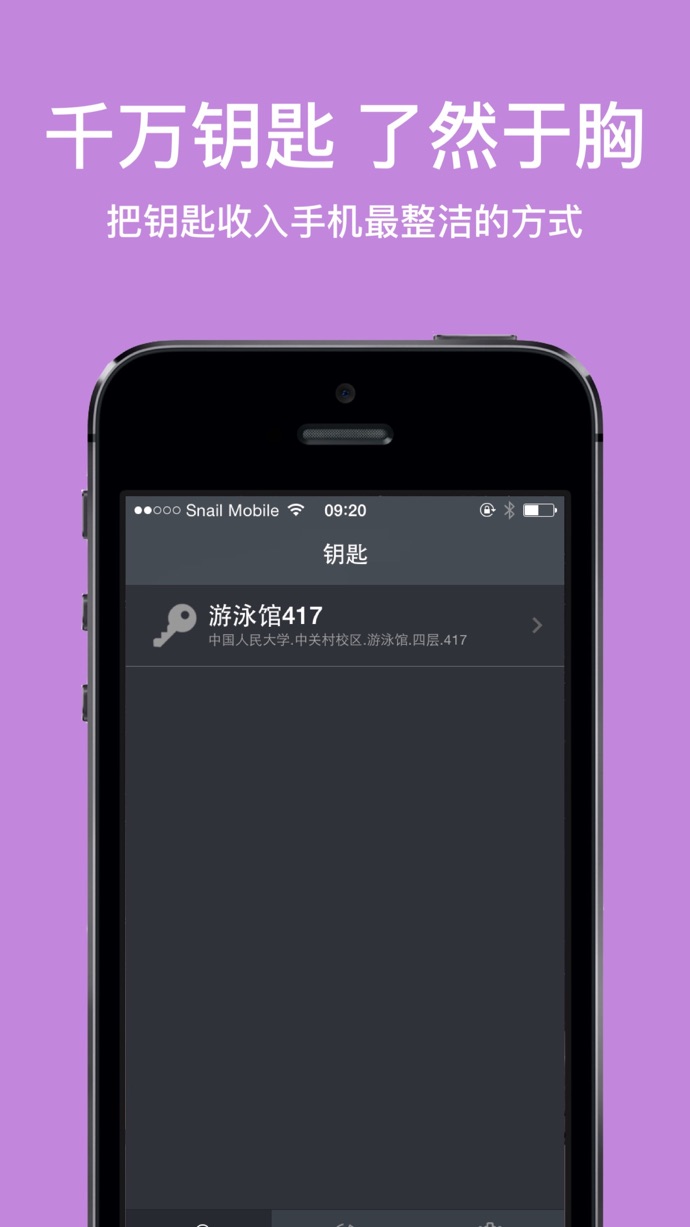 千万钥匙 了然于胸
把钥匙收入手机最整洁的方式
Snail Mobile 09:20
钥匙
游泳馆417
中国人民大学.中关村校区.游泳馆.四层.417